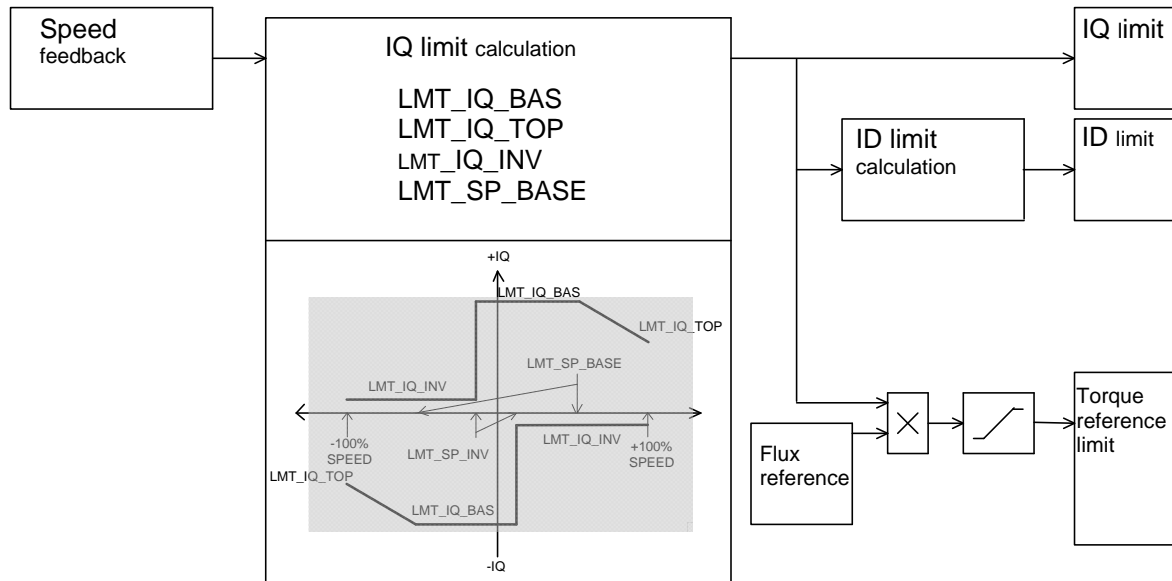 Speed
feedback
IQ limit calculation
LMT_IQ_BAS
LMT_IQ_TOP
LMT_IQ_INV
LMT_SP_BASE
IQ limit
ID limit
calculation
ID limit
+IQ
LMT_IQ_BAS
LMT_IQ_TOP
LMT_SP_BASE
LMT_IQ_INV
-100%
SPEED
LMT_SP_INV
LMT_IQ_INV
+100%
SPEED
LMT_IQ_TOP
LMT_IQ_BAS
-IQ
Flux
reference
Torque
reference
limit